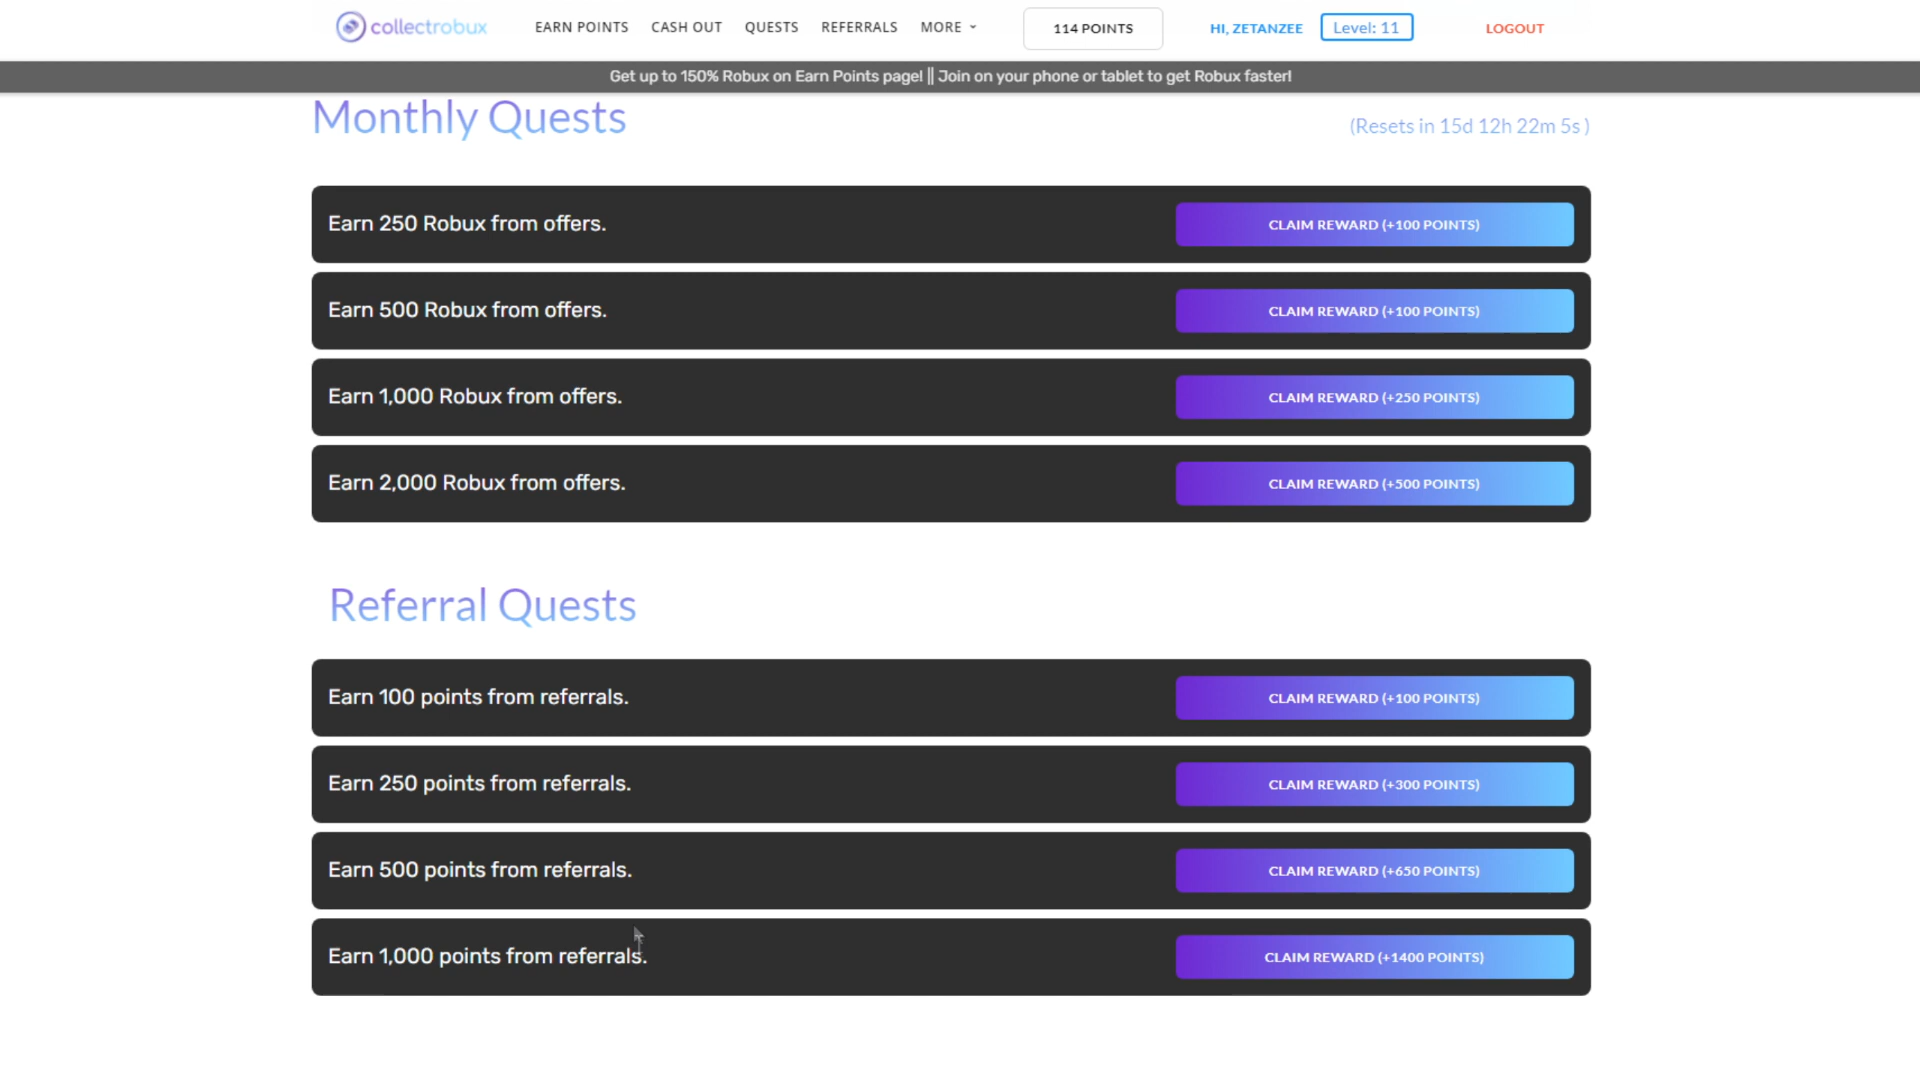 collectrobux EARN POINTS CASH OUT QUESTS REFERRALS MORE 114 POINTS HI, ZETANZEE Level: 11 LOGOUT
Get up to 150% Robux on Earn Points page! || Join on your phone or tablet to get Robux faster!
Monthly Quests (Resets in 15d 12h 22m 5s )
Earn 250 Robux from offers. CLAIM REWARD (+100 POINTS)
Earn 500 Robux from offers. CLAIM REWARD (+100 POINTS)
Earn 1,000 Robux from offers. CLAIM REWARD (+250 POINTS)
Earn 2,000 Robux from offers. CLAIM REWARD (+500 POINTS)
Referral Quests
Earn 100 points from referrals. CLAIM REWARD (+100 POINTS)
Earn 250 points from referrals. CLAIM REWARD (+300 POINTS)
Earn 500 points from referrals. CLAIM REWARD (+650 POINTS)
Earn 1,000 points from referrals. CLAIM REWARD (+1400 POINTS)